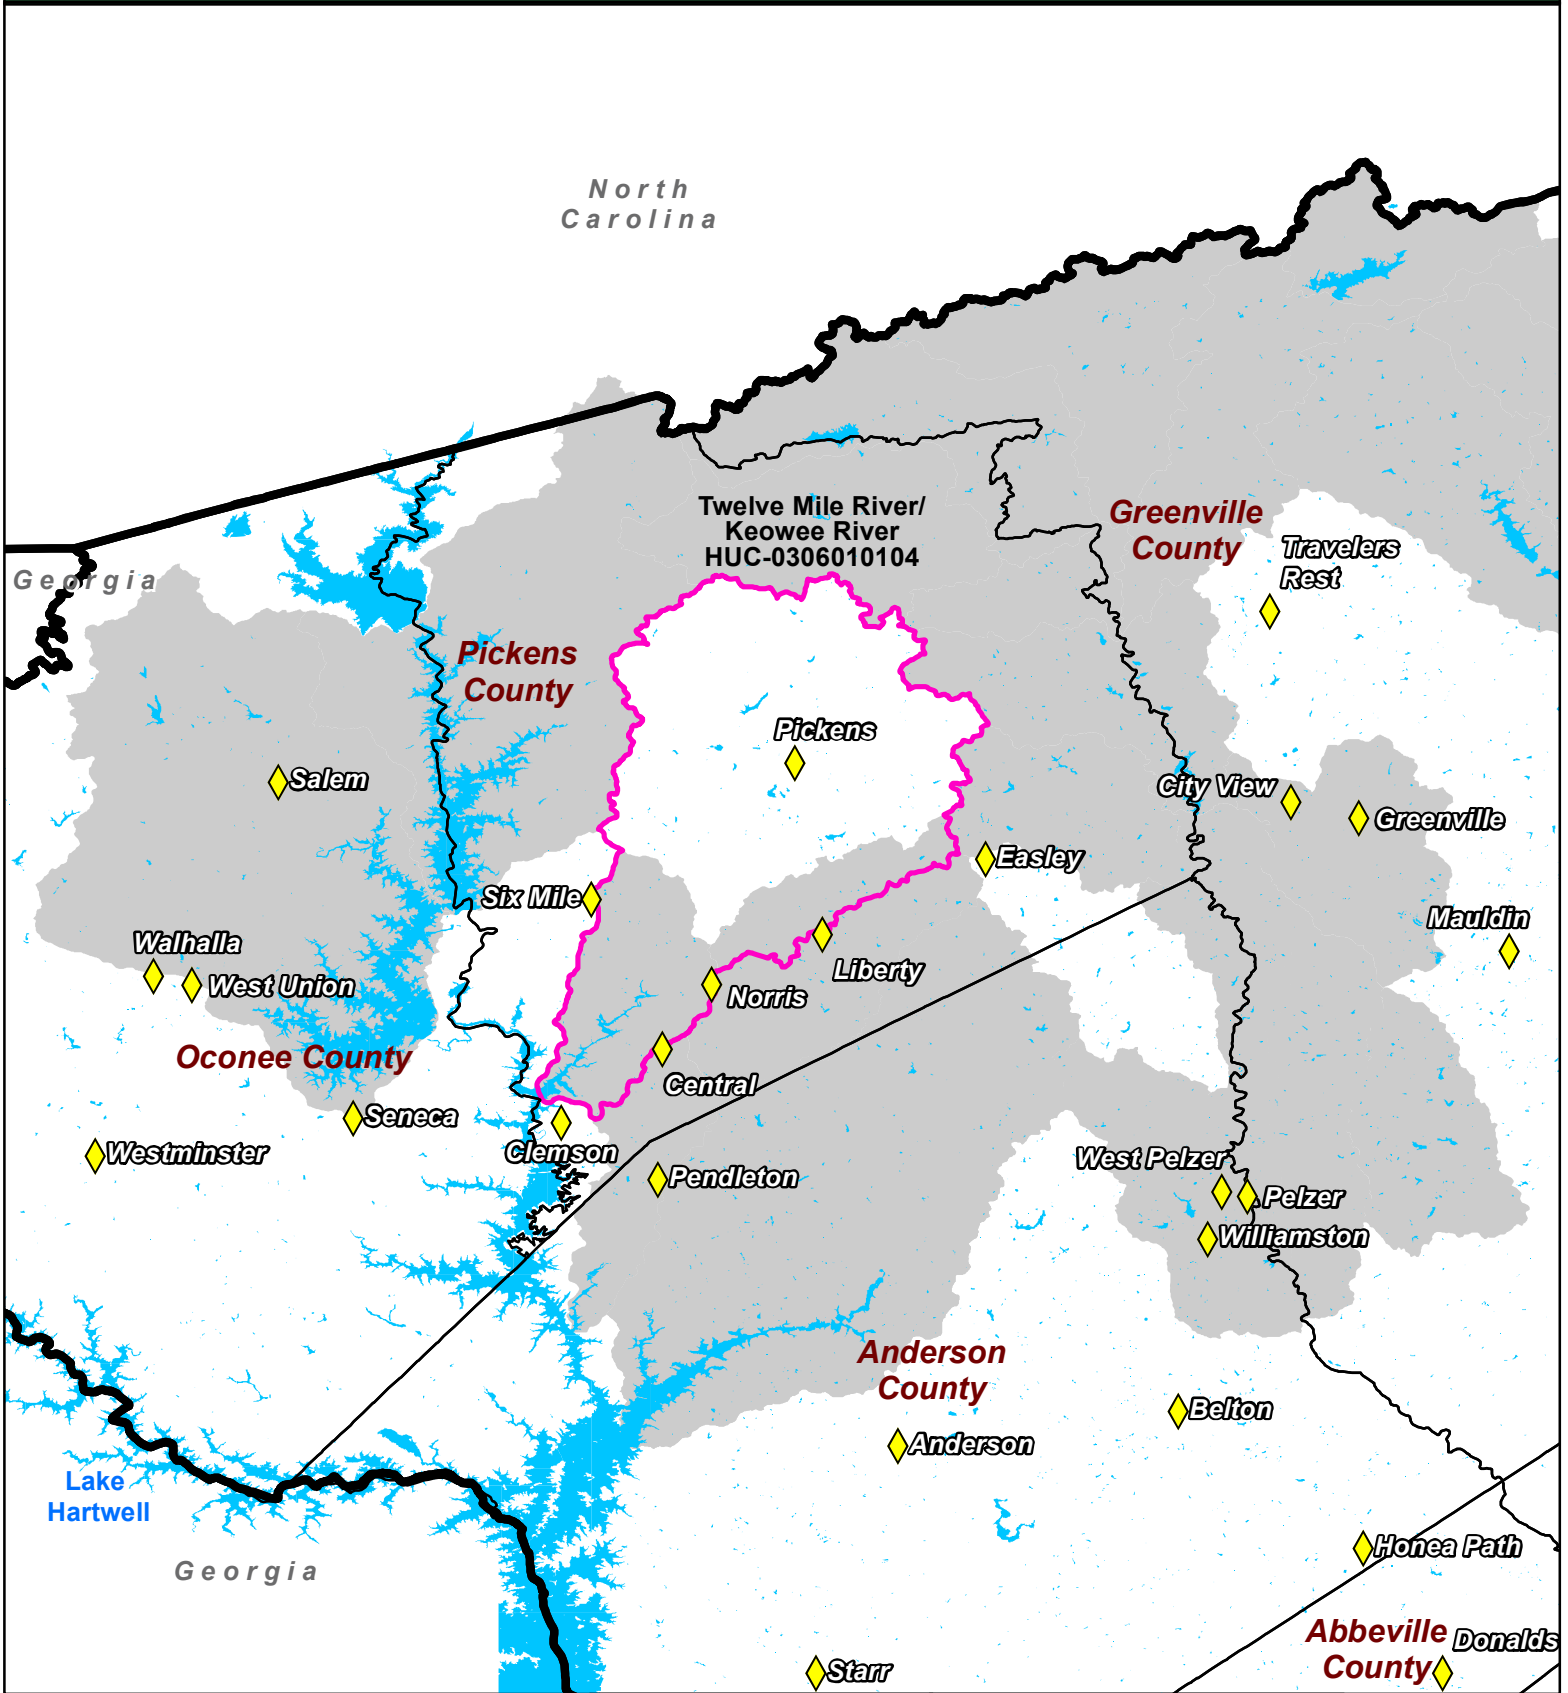 North
Carolina
Twelve Mile River/
Keowee River
HUC-0306010104
Greenville
County
Travelers
Rest
Georgia
Pickens
County
Pickens
Salem
City View
Greenville
Easley
Six Mile
Mauldin
Walhalla
West Union
Liberty
Norris
Oconee County
Central
Seneca
Westminster
Clemson
Pendleton
West Pelzer
Pelzer
Williamston
Anderson
County
Belton
Anderson
Lake
Hartwell
Georgia
Honea Path
Abbeville
County
Donalds
Starr